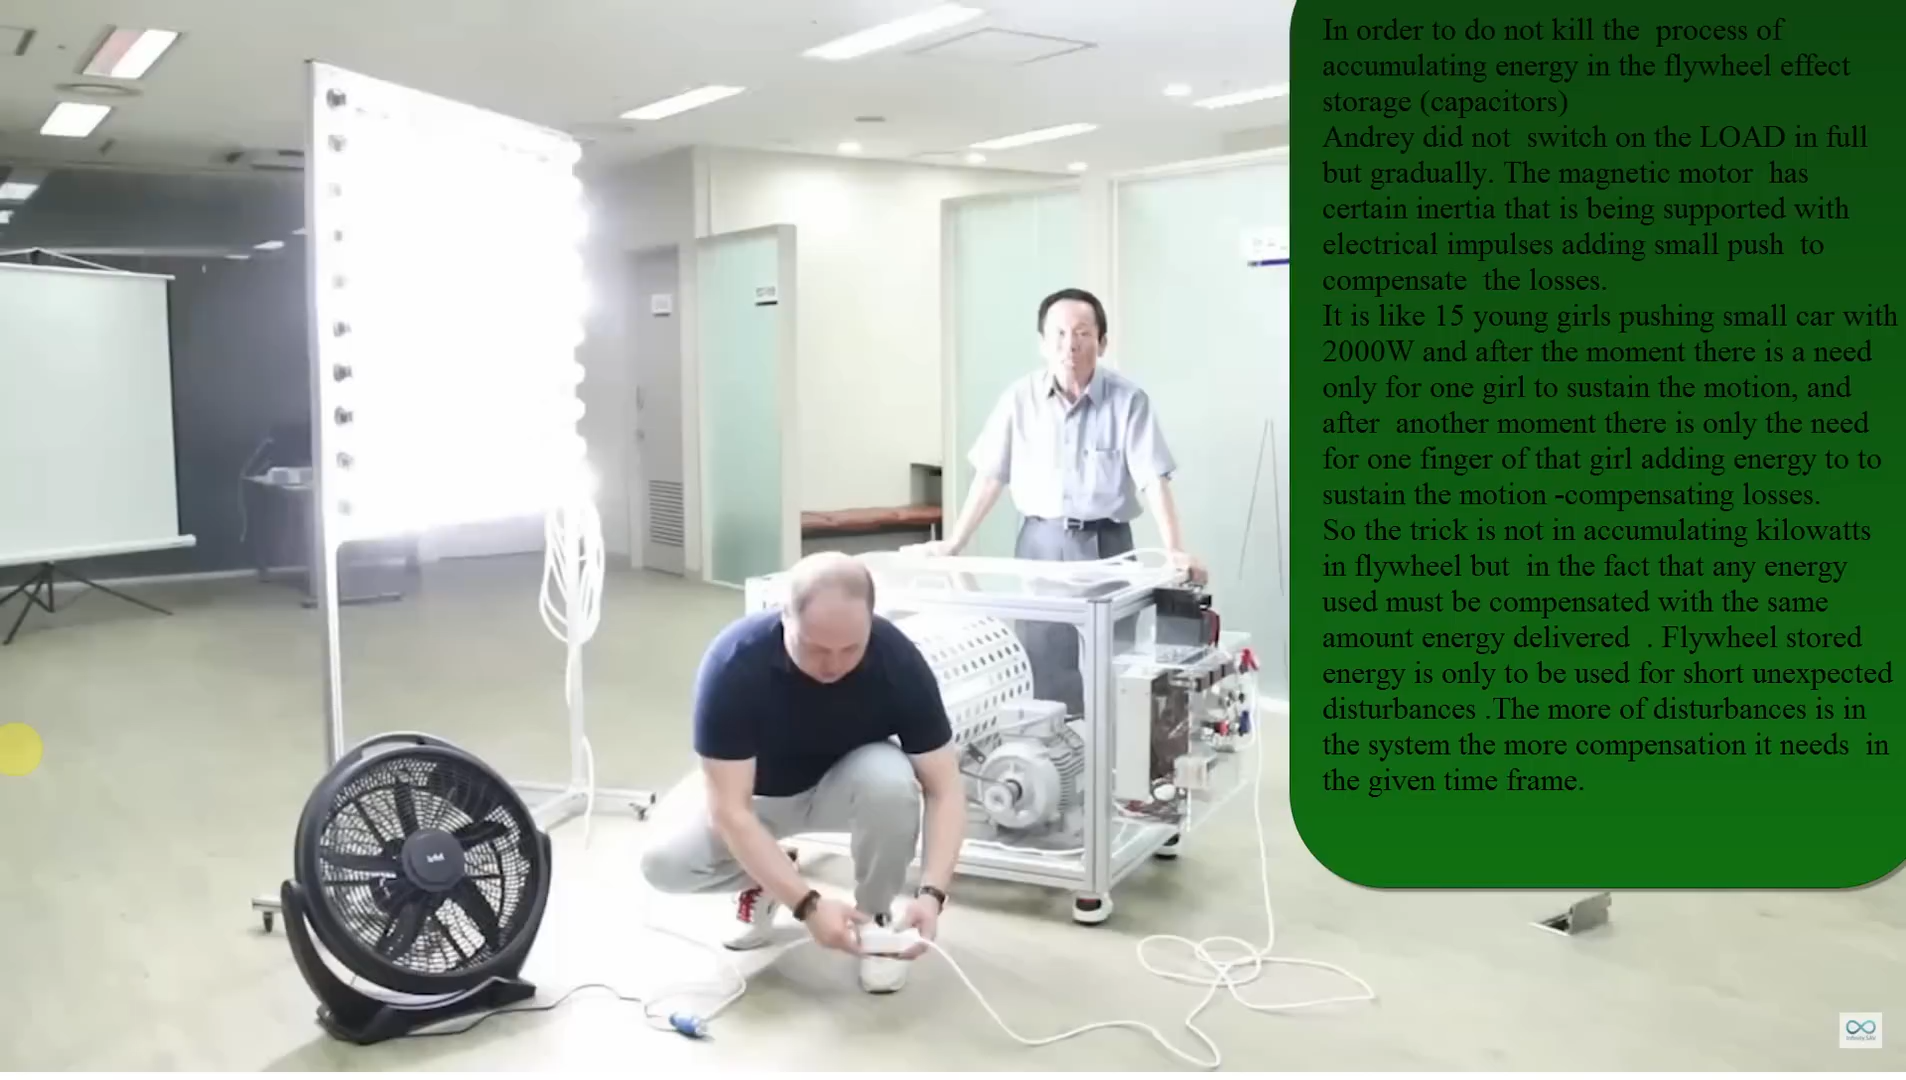 In order to do not kill the process of
accumulating energy in the flywheel effect
storage (capacitors)
Andrey did not switch on the LOAD in full
but gradually. The magnetic motor has
certain inertia that is being supported with
electrical impulses adding small push to
compensate the losses.
It is like 15 young girls pushing small car with
2000W and after the moment there is a need
only for one girl to sustain the motion, and
after another moment there is only the need
for one finger of that girl adding energy to to
sustain the motion -compensating losses.
So the trick is not in accumulating kilowatts
in flywheel but in the fact that any energy
used must be compensated with the same
amount energy delivered . Flywheel stored
energy is only to be used for short unexpected
disturbances .The more of disturbances is in
the system the more compensation it needs in
the given time frame.